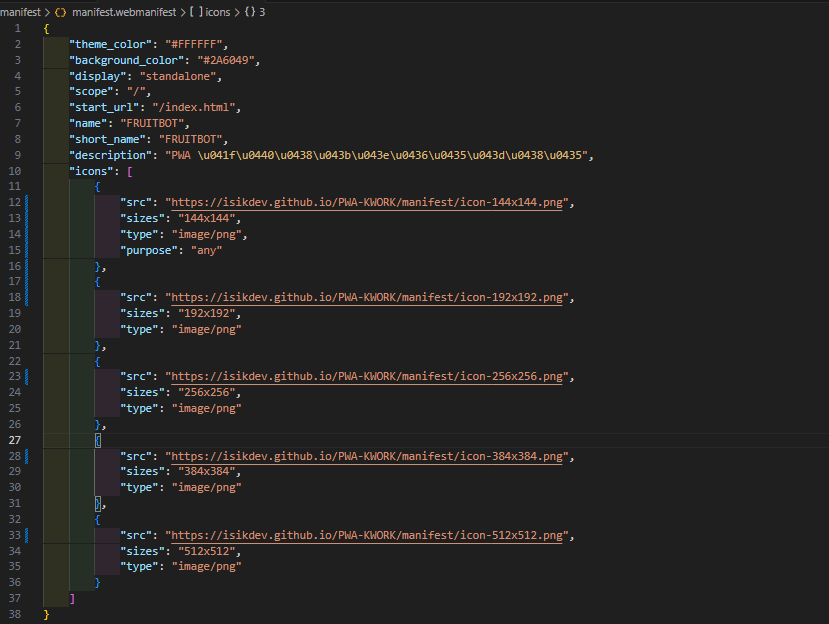 manifest > {} manifest.webmanifest > [ ] icons > {} 3
1 {
2 "theme_color": "#FFFFFF",
3 "background_color": "#2A6049",
4 "display": "standalone",
5 "scope": "/",
6 "start_url": "/index.html",
7 "name": "FRUITBOT",
8 "short_name": "FRUITBOT",
9 "description": "PWA \u041f\u0440\u0438\u043b\u043e\u0436\u0435\u043d\u0438\u0435",
10 "icons": [
11 {
12 "src": "https://isikdev.github.io/PWA-KWORK/manifest/icon-144x144.png",
13 "sizes": "144x144",
14 "type": "image/png",
15 "purpose": "any"
16 },
17 {
18 "src": "https://isikdev.github.io/PWA-KWORK/manifest/icon-192x192.png",
19 "sizes": "192x192",
20 "type": "image/png"
21 },
22 {
23 "src": "https://isikdev.github.io/PWA-KWORK/manifest/icon-256x256.png",
24 "sizes": "256x256",
25 "type": "image/png"
26 },
27 {
28 "src": "https://isikdev.github.io/PWA-KWORK/manifest/icon-384x384.png",
29 "sizes": "384x384",
30 "type": "image/png"
31 },
32 {
33 "src": "https://isikdev.github.io/PWA-KWORK/manifest/icon-512x512.png",
34 "sizes": "512x512",
35 "type": "image/png"
36 }
37 ]
38 }